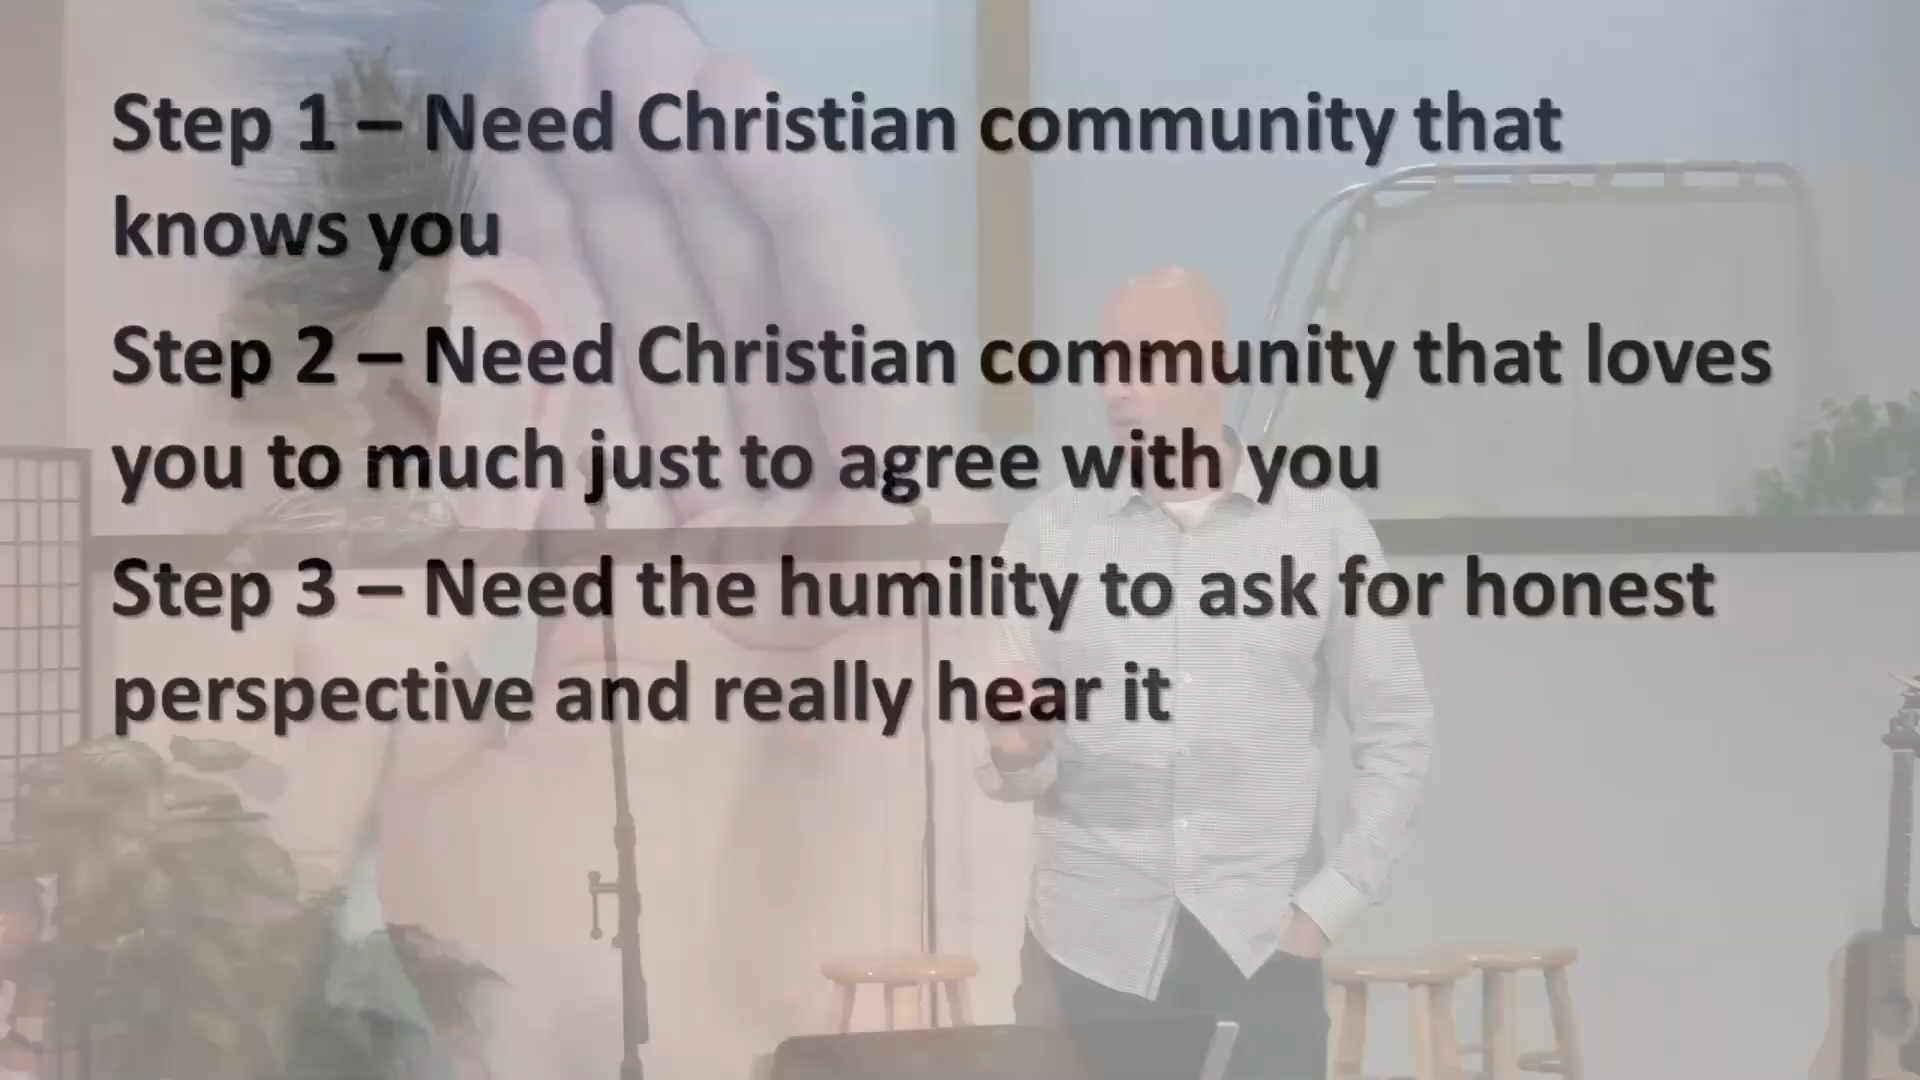 Step 1 – Need Christian community that
knows you
Step 2 – Need Christian community that loves
you to much just to agree with you
Step 3 – Need the humility to ask for honest
perspective and really hear it